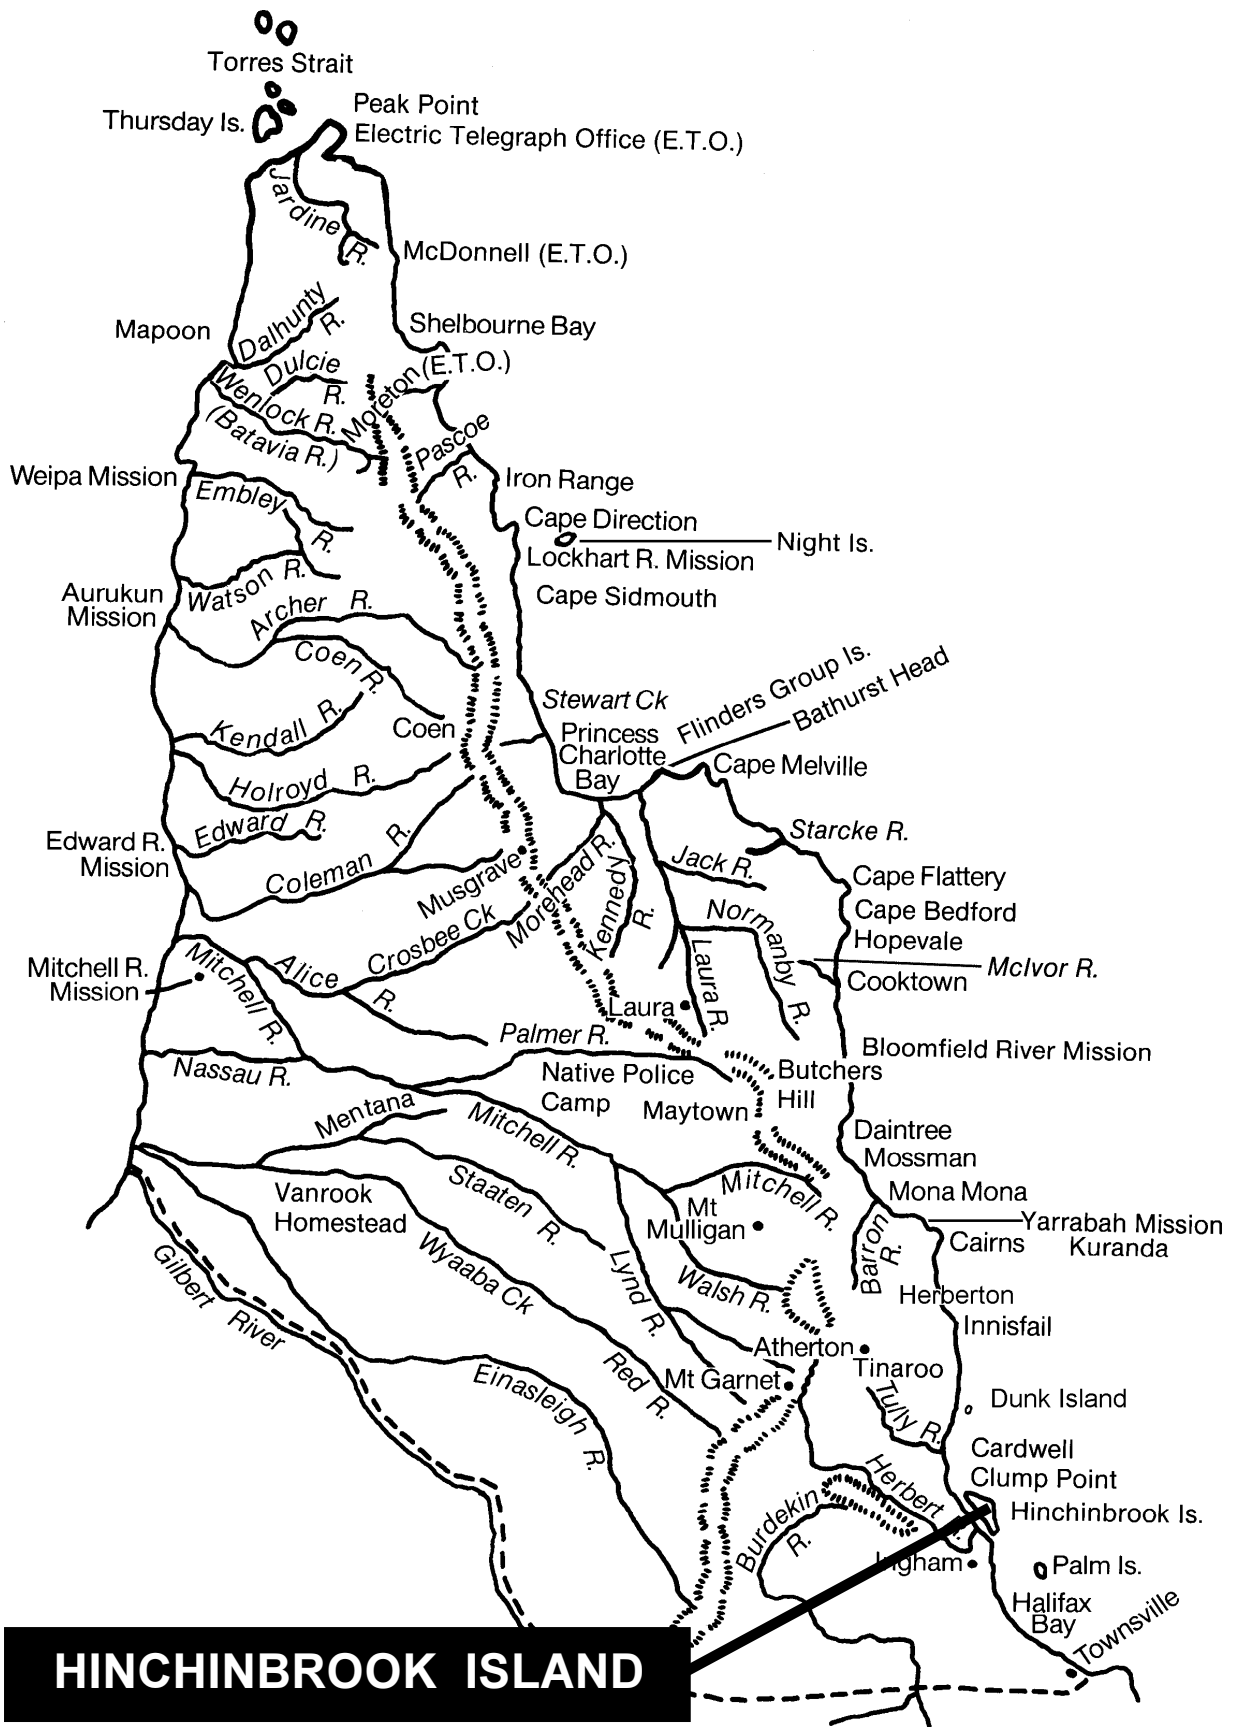 Torres Strait
Thursday Is.
Peak Point
Electric Telegraph Office (E.T.O.)
Jardine
R.
McDonnell (E.T.O.)
Mapoon
Dalhunty
R.
Shelbourne Bay
Dulcie
R.
Moreton (E.T.O.)
Wenlock R.
(Batavia R.)
Pascoe
R.
Weipa Mission
Embley
R.
Iron Range
Cape Direction
Night Is.
Lockhart R. Mission
Cape Sidmouth
Aurukun
Mission
Watson R.
Archer R.
Coen R.
Kendall R.
Coen
Stewart Ck
Princess
Charlotte
Bay
Flinders Group Is.
Bathurst Head
Cape Melville
Holroyd R.
Edward R.
Edward R.
Mission
Coleman R.
Musgrave
Morehead R.
Kennedy
R.
Jack R.
Starcke R.
Cape Flattery
Cape Bedford
Hopevale
McIvor R.
Cooktown
Normanby
R.
Laura R.
Laura
Crosbee Ck
Alice
R.
Mitchell R.
Mission
Mitchell R.
Palmer R.
Nassau R.
Native Police
Camp
Maytown
Butchers
Hill
Bloomfield River Mission
Mentana
Mitchell R.
Daintree
Mossman
Mitchell R.
Mona Mona
Mt
Mulligan
Yarrabah Mission
Kuranda
Cairns
Barron
R.
Vanrook
Homestead
Staaten R.
Wyaaba Ck
Lynd R.
Walsh R.
Herberton
Innisfail
Gilbert River
Atherton
Tinaroo
Red R.
Mt Garnet
Einasleigh
R.
Tully R.
Dunk Island
Cardwell
Clump Point
Herbert
R.
Hinchinbrook Is.
Burdekin
R.
Ingham
Palm Is.
Halifax
Bay
Townsville
HINCHINBROOK ISLAND